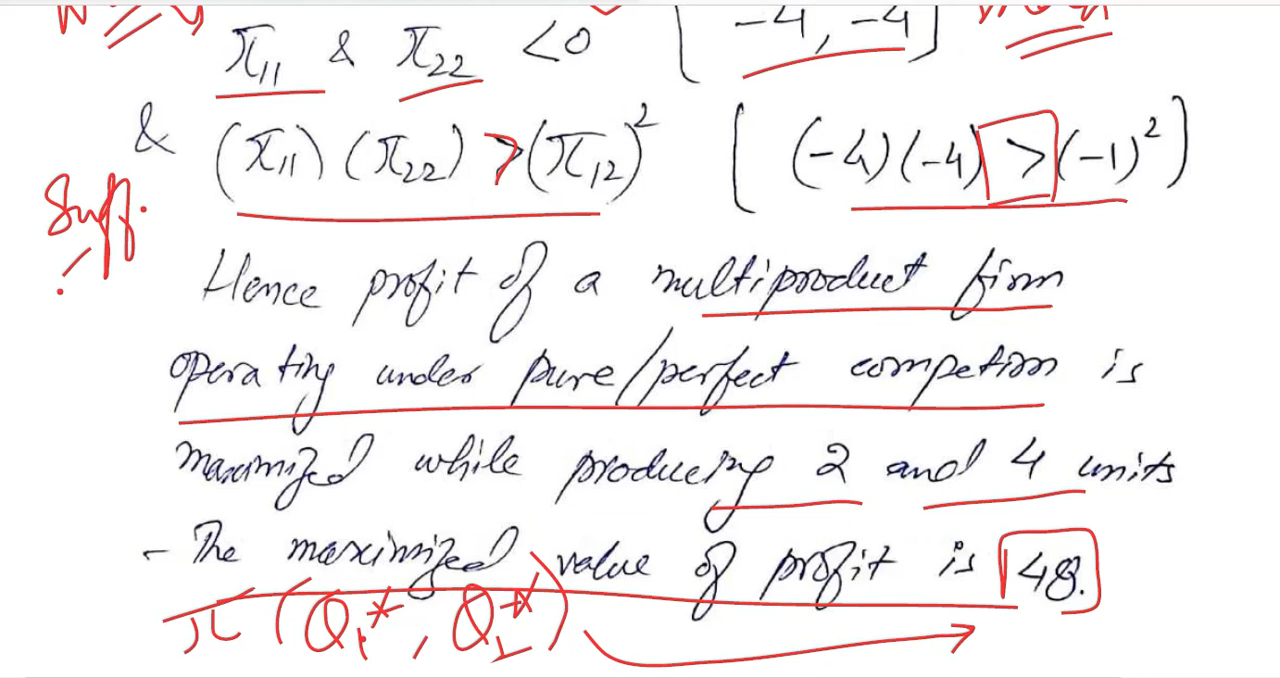 π₁₁ & π₂₂ <0 [ -4, -4 ]
& (π₁₁) (π₂₂) > (π₁₂)² [ (-4)(-4) > (-1)² ]
Suff.
Hence profit of a multiproduct firm
operating under pure/perfect competion is
maximized while producing 2 and 4 units
- The maximized value of profit is 48.
π (Q₁*, Q₂*)